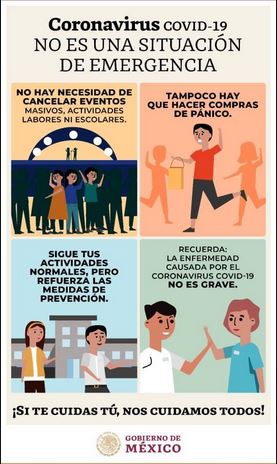 Coronavirus COVID-19
NO ES UNA SITUACIÓN
DE EMERGENCIA
NO HAY NECESIDAD DE
CANCELAR EVENTOS
MASIVOS, ACTIVIDADES
LABORES NI ESCOLARES.
TAMPOCO HAY
QUE HACER COMPRAS
DE PÁNICO.
SIGUE TUS
ACTIVIDADES
NORMALES, PERO
REFUERZA LAS
MEDIDAS DE
PREVENCIÓN.
RECUERDA:
LA ENFERMEDAD
CAUSADA POR EL
CORONAVIRUS COVID-19
NO ES GRAVE.
¡SI TE CUIDAS TÚ, NOS CUIDAMOS TODOS!
GOBIERNO DE
MÉXICO